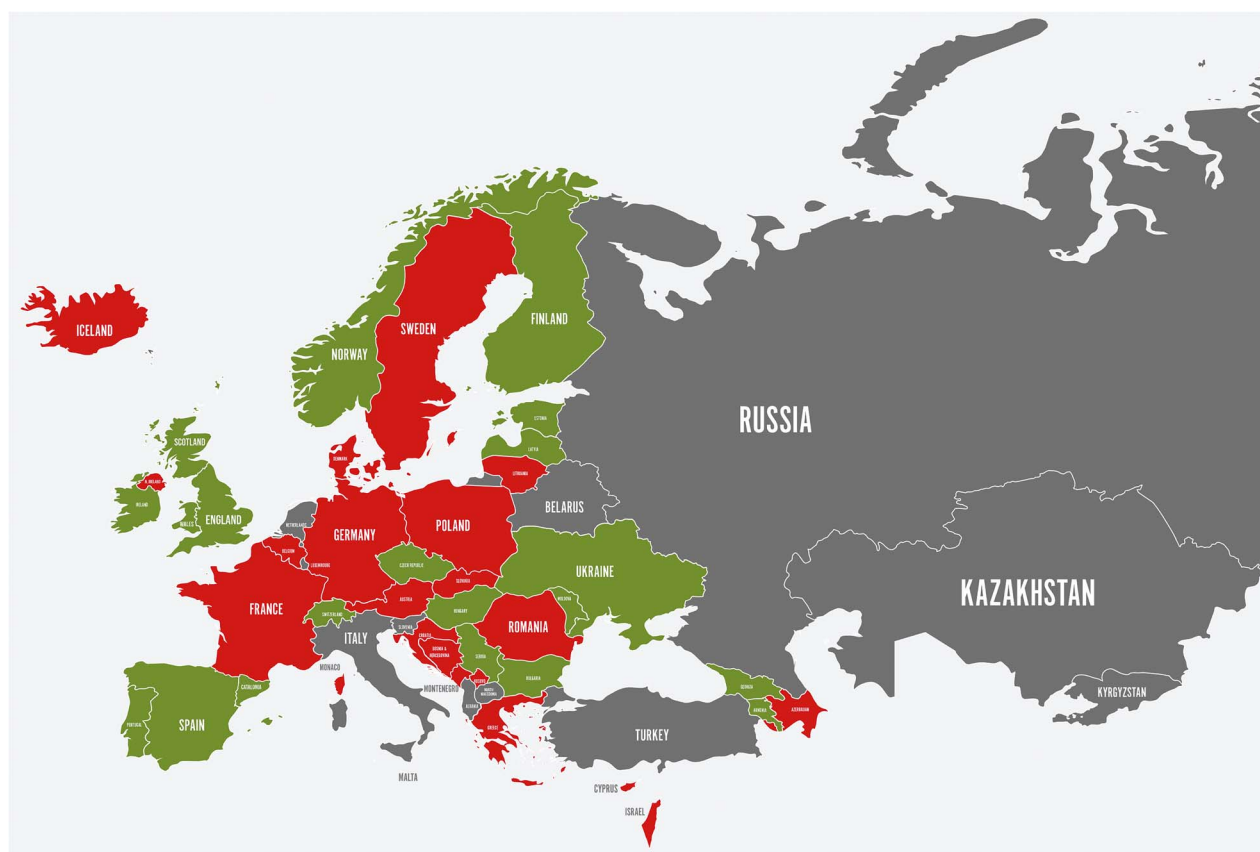 ICELAND
NORWAY
SWEDEN
FINLAND
RUSSIA
ESTONIA
LATVIA
LITHUANIA
SCOTLAND
N. IRELAND
IRELAND
WALES
ENGLAND
DENMARK
NETHERLANDS
BELGIUM
LUXEMBOURG
GERMANY
POLAND
BELARUS
UKRAINE
KAZAKHSTAN
CZECH REPUBLIC
SLOVAKIA
FRANCE
SWITZERLAND
AUSTRIA
HUNGARY
MOLDOVA
ROMANIA
ITALY
SLOVENIA
CROATIA
BOSNIA &
HERZEGOVINA
SERBIA
MONACO
MONTENEGRO
KOSOVO
NORTH
MACEDONIA
BULGARIA
ALBANIA
GREECE
CATALUNYA
PORTUGAL
SPAIN
TURKEY
GEORGIA
ARMENIA
AZERBAIJAN
KYRGYZSTAN
MALTA
CYPRUS
ISRAEL